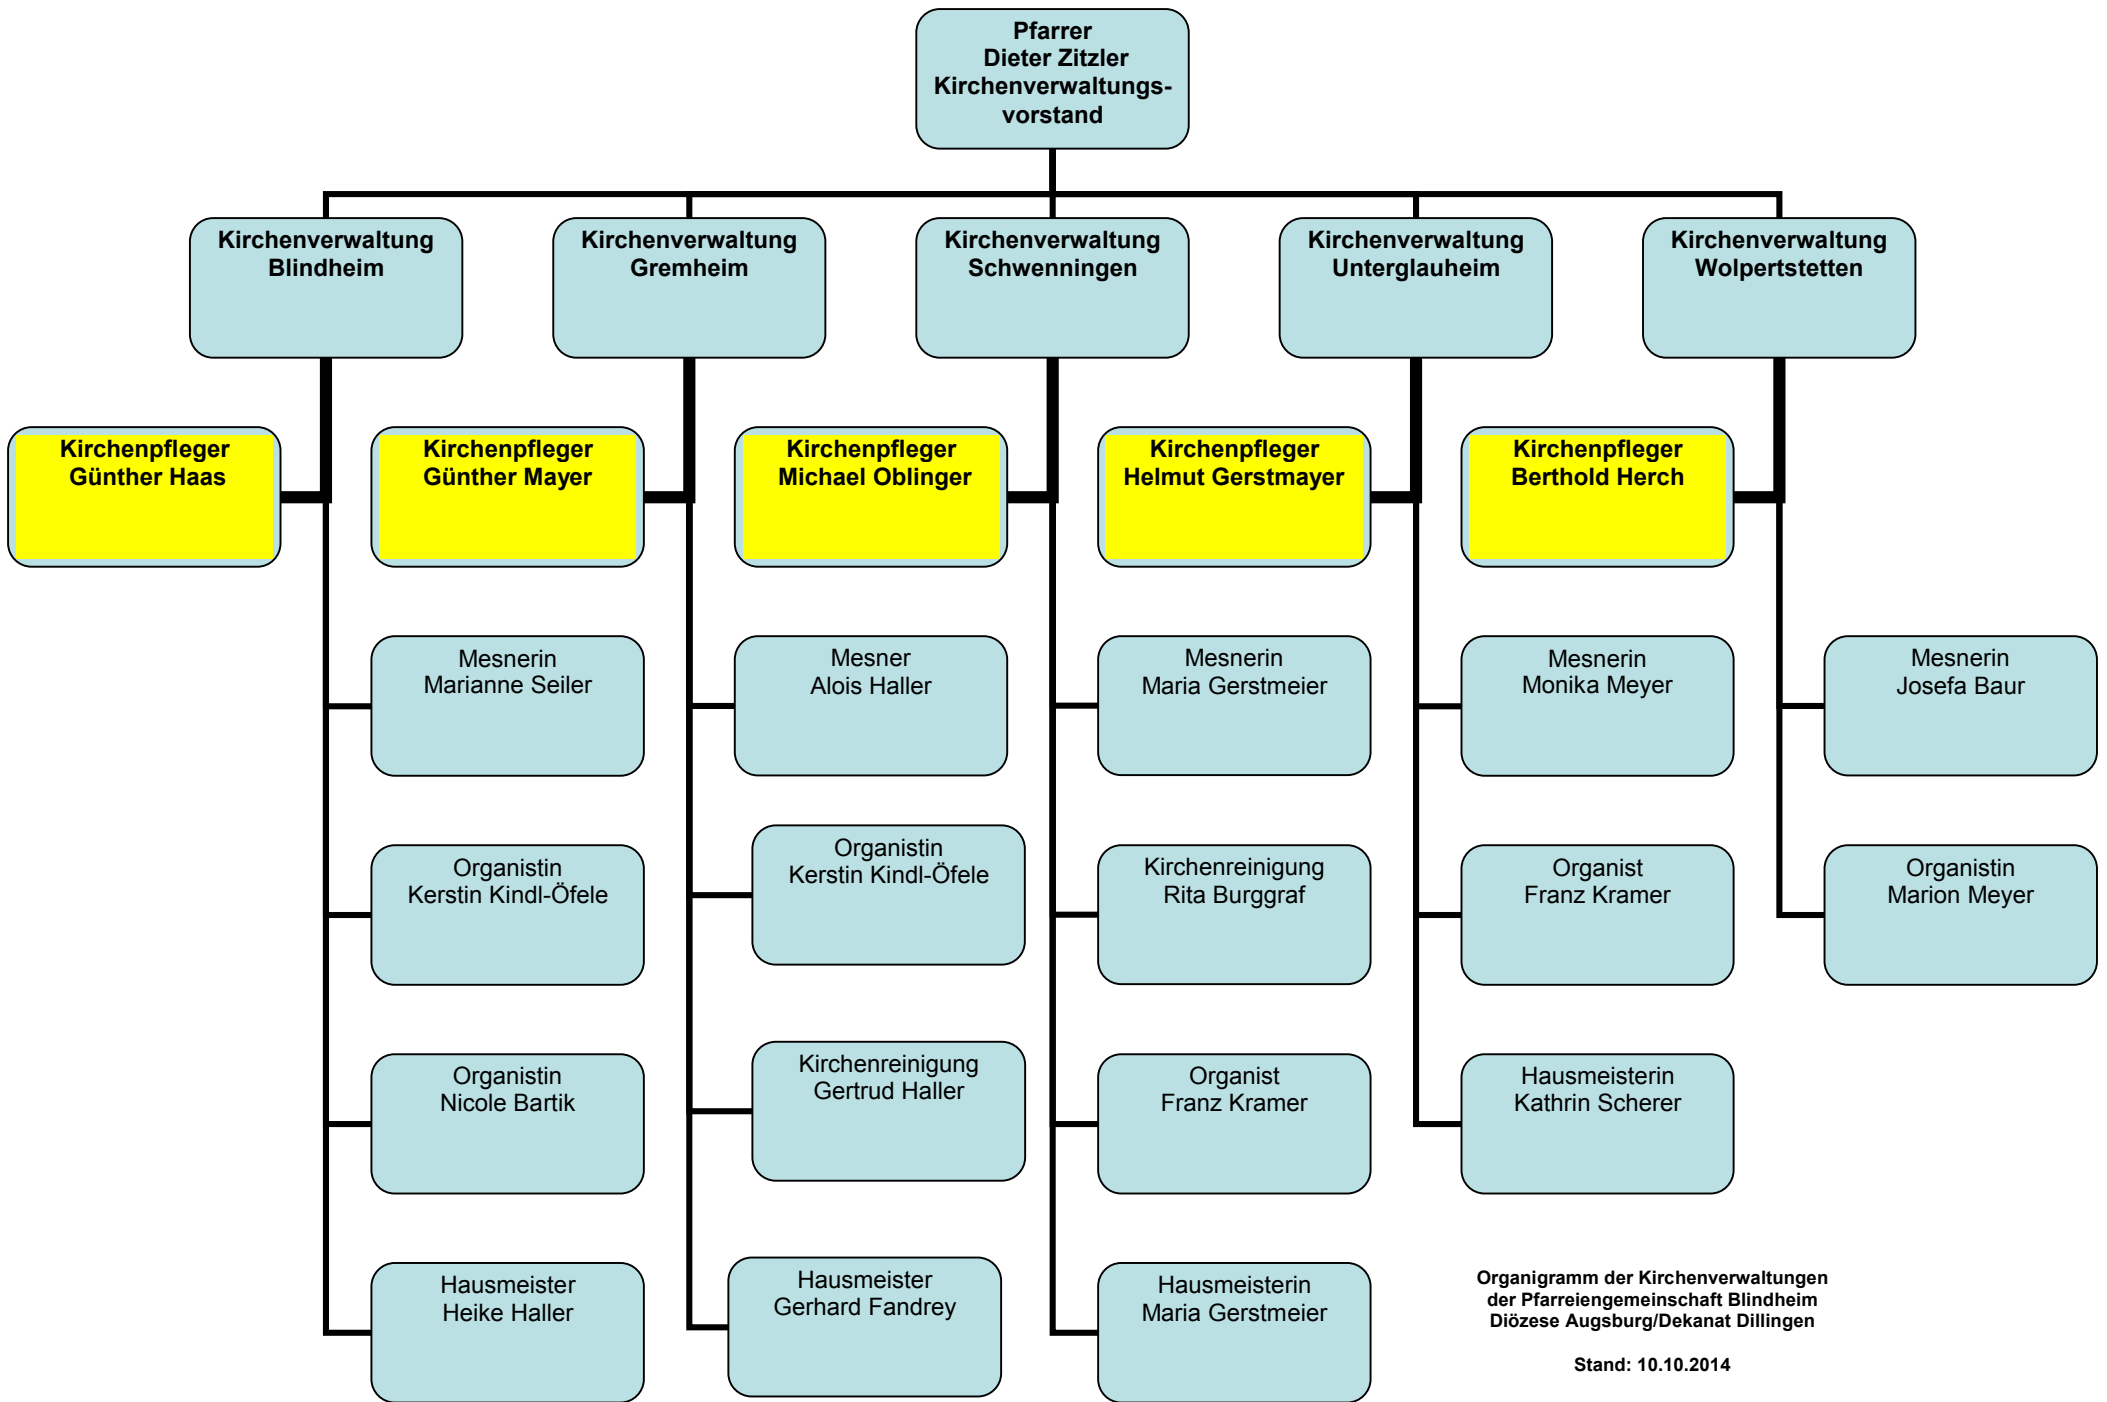 Pfarrer
Dieter Zitzler
Kirchenverwaltungs-
vorstand
Kirchenverwaltung
Blindheim
Kirchenverwaltung
Gremheim
Kirchenverwaltung
Schwenningen
Kirchenverwaltung
Unterglauheim
Kirchenverwaltung
Wolpertstetten
Kirchenpfleger
Günther Haas
Kirchenpfleger
Günther Mayer
Kirchenpfleger
Michael Oblinger
Kirchenpfleger
Helmut Gerstmayer
Kirchenpfleger
Berthold Herch
Mesnerin
Marianne Seiler
Mesner
Alois Haller
Mesnerin
Maria Gerstmeier
Mesnerin
Monika Meyer
Mesnerin
Josefa Baur
Organistin
Kerstin Kindl-Öfele
Organistin
Kerstin Kindl-Öfele
Kirchenreinigung
Rita Burggraf
Organist
Franz Kramer
Organistin
Marion Meyer
Organistin
Nicole Bartik
Kirchenreinigung
Gertrud Haller
Organist
Franz Kramer
Hausmeisterin
Kathrin Scherer
Hausmeister
Heike Haller
Hausmeister
Gerhard Fandrey
Hausmeisterin
Maria Gerstmeier
Organigramm der Kirchenverwaltungen
der Pfarreiengemeinschaft Blindheim
Diözese Augsburg/Dekanat Dillingen
Stand: 10.10.2014